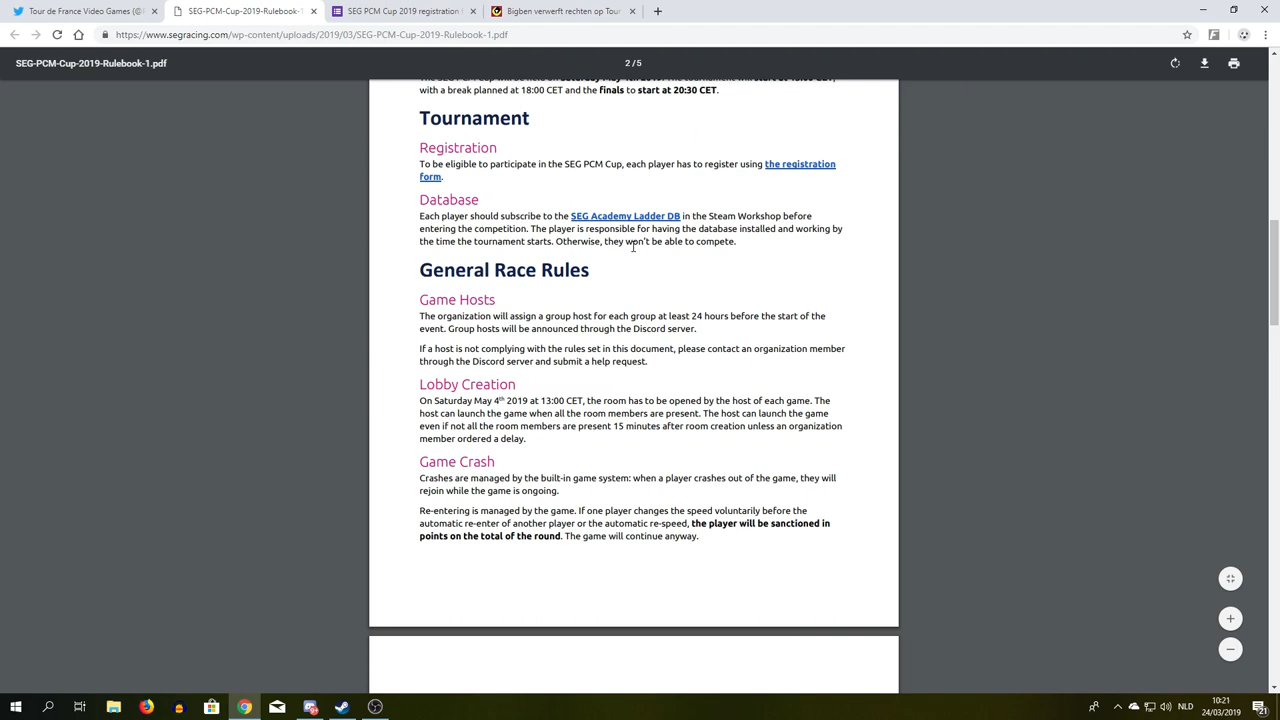 Tour de France Video Games (@
SEG-PCM-Cup-2019-Rulebook-1
SEG PCM Cup 2019 registration
Bigben verwerft rechten op Tour
https://www.segracing.com/wp-content/uploads/2019/03/SEG-PCM-Cup-2019-Rulebook-1.pdf
SEG-PCM-Cup-2019-Rulebook-1.pdf
2 / 5
with a break planned at 18:00 CET and the finals to start at 20:30 CET.
Tournament
Registration
To be eligible to participate in the SEG PCM Cup, each player has to register using the registration
form.
Database
Each player should subscribe to the SEG Academy Ladder DB in the Steam Workshop before
entering the competition. The player is responsible for having the database installed and working by
the time the tournament starts. Otherwise, they won't be able to compete.
General Race Rules
Game Hosts
The organization will assign a group host for each group at least 24 hours before the start of the
event. Group hosts will be announced through the Discord server.
If a host is not complying with the rules set in this document, please contact an organization member
through the Discord server and submit a help request.
Lobby Creation
On Saturday May 4th 2019 at 13:00 CET, the room has to be opened by the host of each game. The
host can launch the game when all the room members are present. The host can launch the game
even if not all the room members are present 15 minutes after room creation unless an organization
member ordered a delay.
Game Crash
Crashes are managed by the built-in game system: when a player crashes out of the game, they will
rejoin while the game is ongoing.
Re-entering is managed by the game. If one player changes the speed voluntarily before the
automatic re-enter of another player or the automatic re-speed, the player will be sanctioned in
points on the total of the round. The game will continue anyway.
NLD
10:21
24/03/2019
21